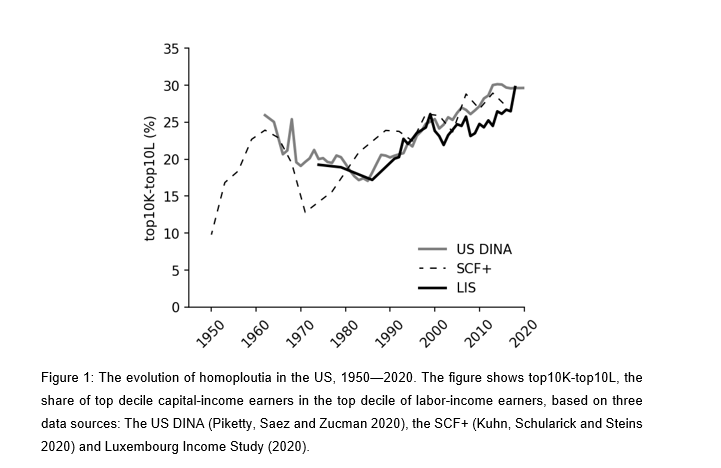 35
30
25
20
15
10
5
0
top10K-top10L (%)
US DINA
SCF+
LIS
1950
1960
1970
1980
1990
2000
2010
2020
Figure 1: The evolution of homoploutia in the US, 1950—2020. The figure shows top10K-top10L, the
share of top decile capital-income earners in the top decile of labor-income earners, based on three
data sources: The US DINA (Piketty, Saez and Zucman 2020), the SCF+ (Kuhn, Schularick and Steins
2020) and Luxembourg Income Study (2020).